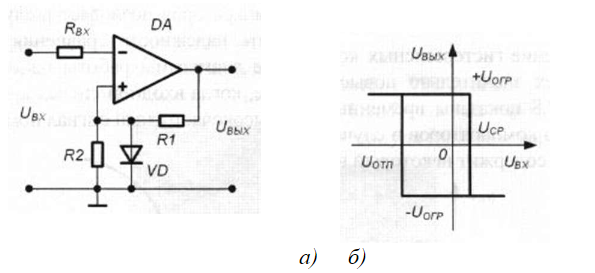 DA
Rвх
Uвх
R2
VD
R1
Uвых
Uвых
+Uогр
Uср
0
Uотп
Uвх
-Uогр
а) б)